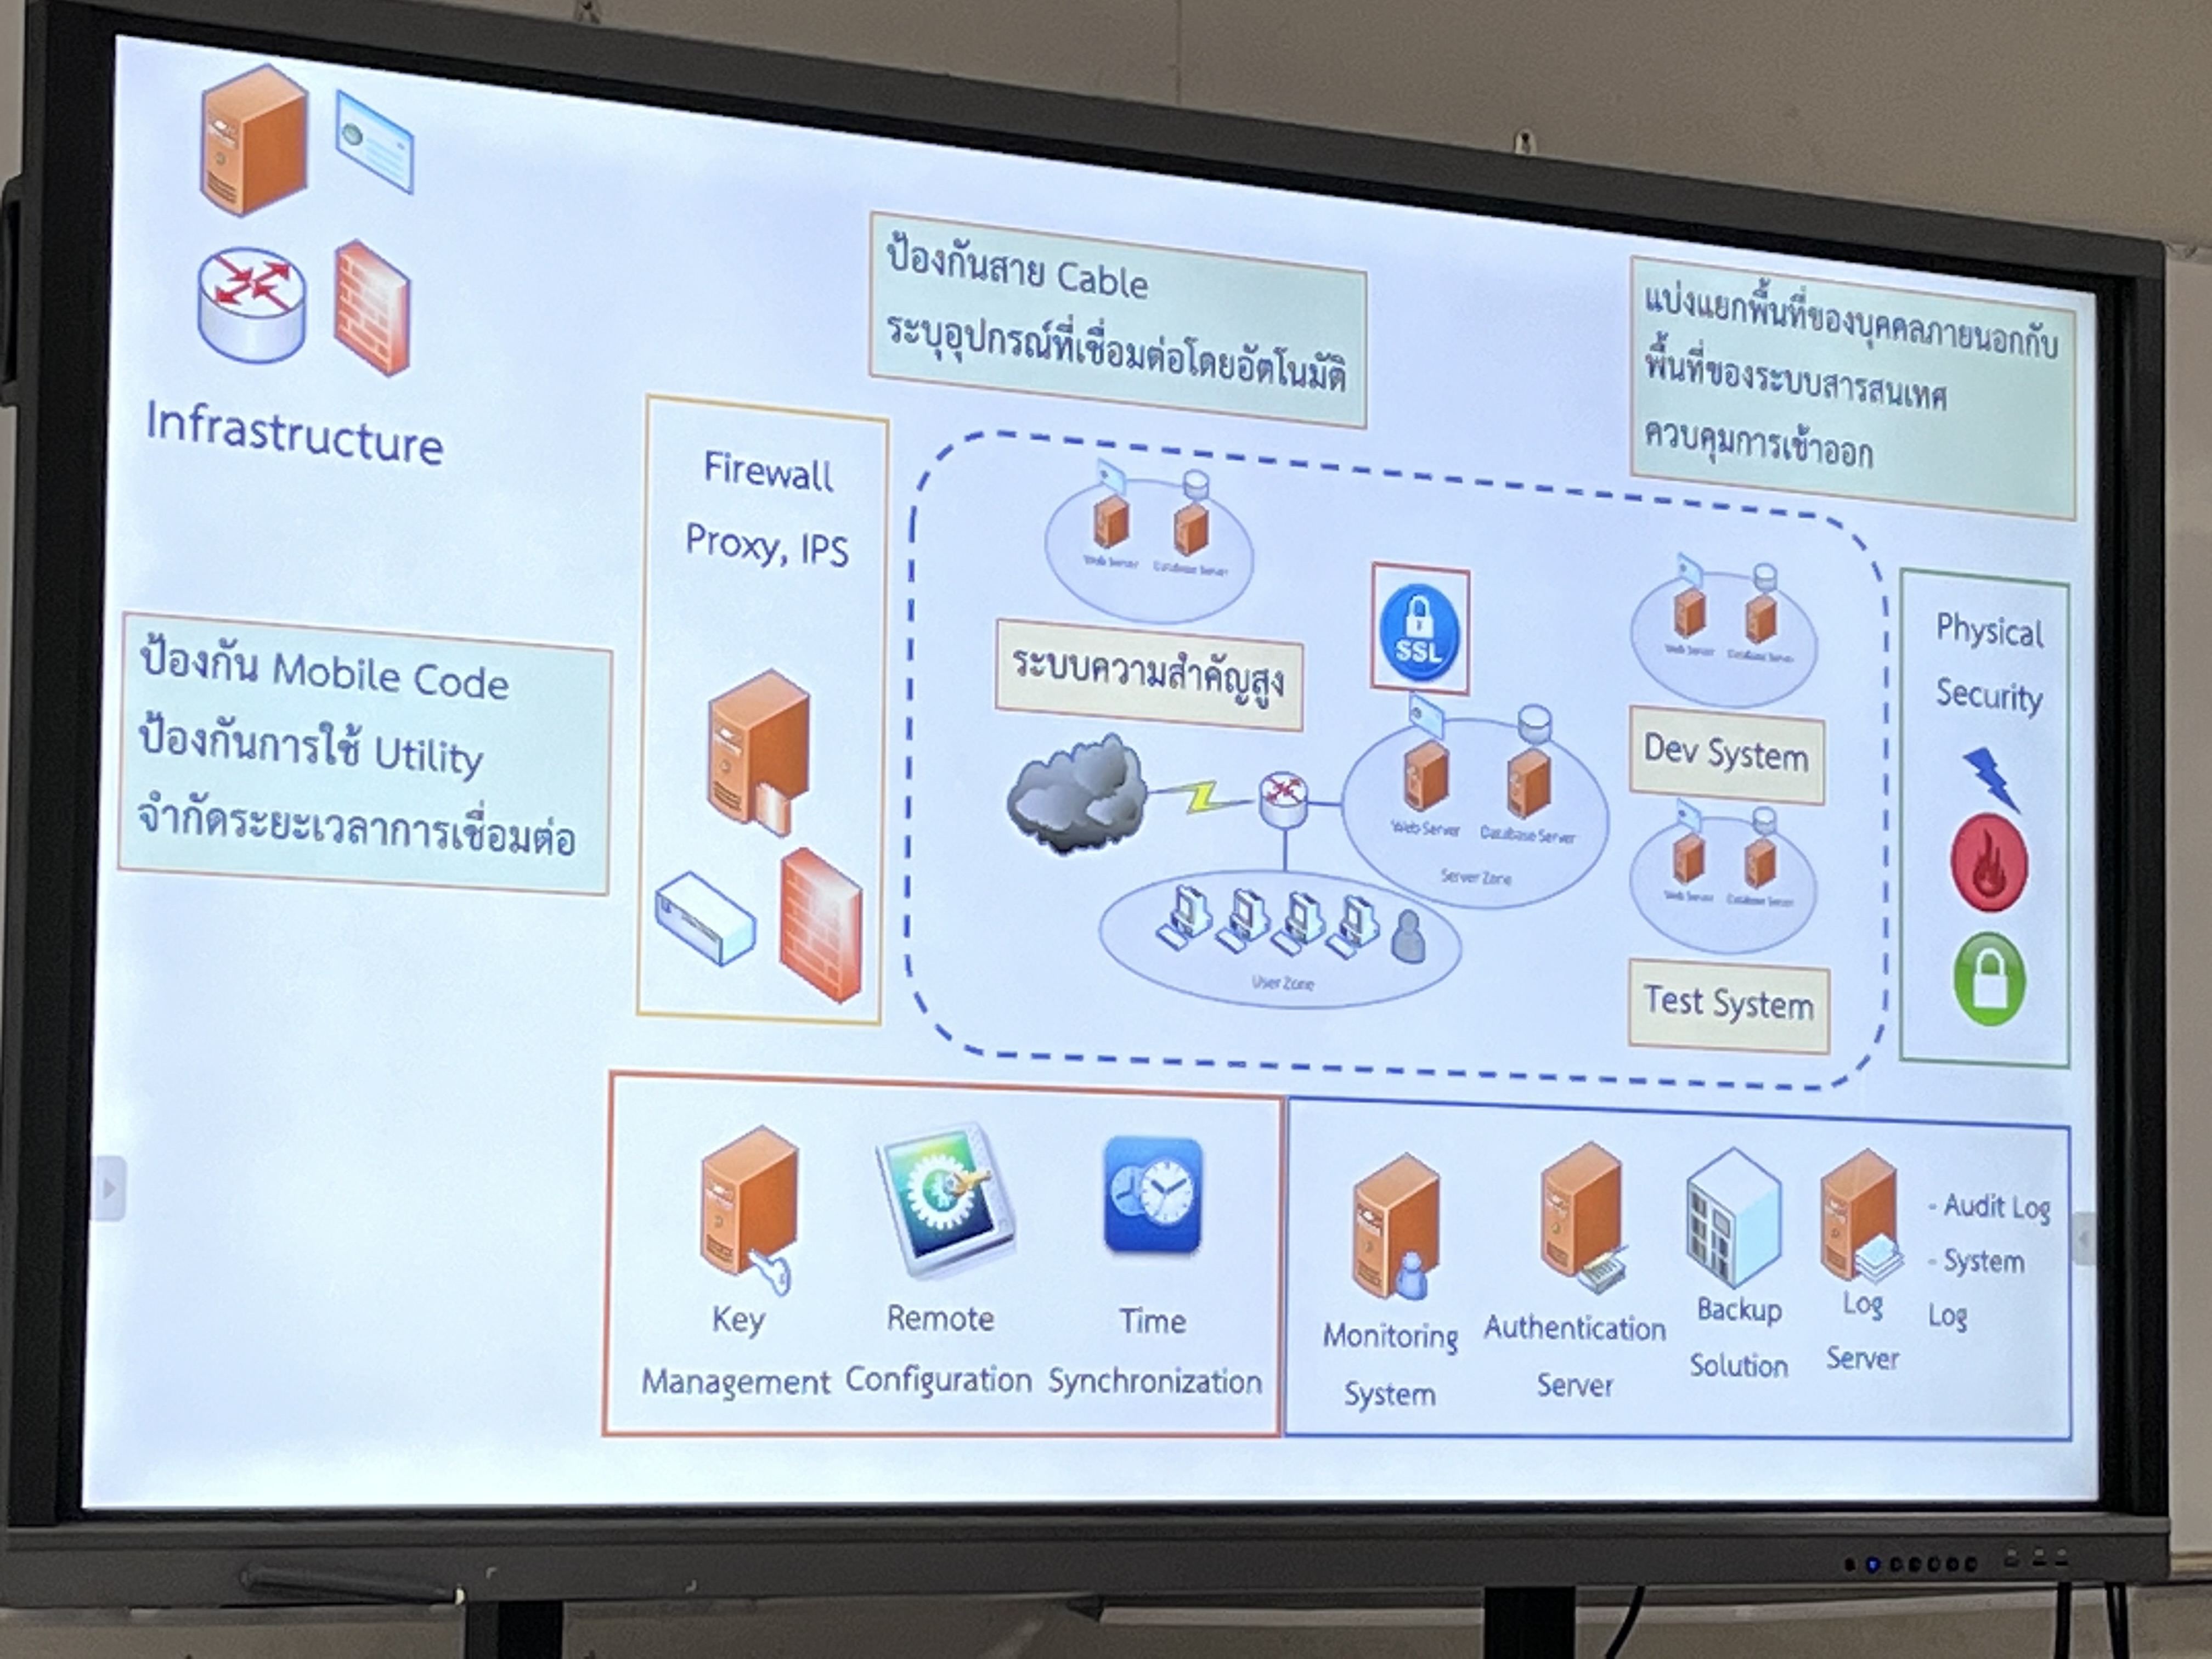 Infrastructure
ป้องกันสาย Cable
ระบุอุปกรณ์ที่เชื่อมต่อโดยอัตโนมัติ
แบ่งแยกพื้นที่ของบุคคลภายนอกกับ
พื้นที่ของระบบสารสนเทศ
ควบคุมการเข้าออก
Firewall
Proxy, IPS
ป้องกัน Mobile Code
ป้องกันการใช้ Utility
จำกัดระยะเวลาการเชื่อมต่อ
Web Server
Database Server
ระบบความสำคัญสูง
SSL
Web Server
Database Server
Server Zone
User Zone
Web Server
Database Server
Dev System
Web Server
Database Server
Test System
Physical
Security
Key
Management
Remote
Configuration
Time
Synchronization
Monitoring
System
Authentication
Server
Backup
Solution
Log
Server
- Audit Log
- System
Log